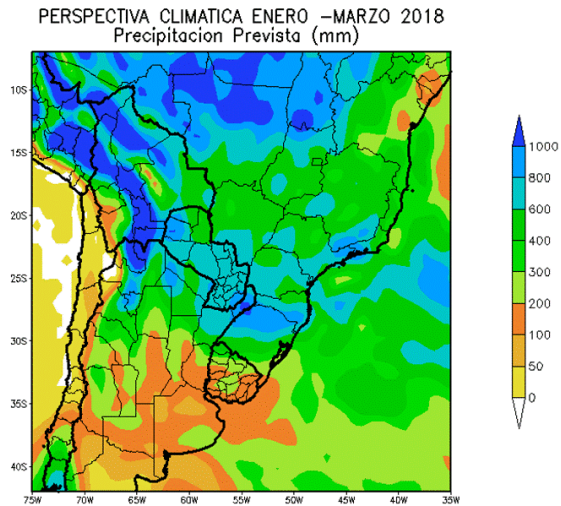 PERSPECTIVA CLIMATICA ENERO -MARZO 2018
Precipitacion Prevista (mm)
10S
15S
20S
25S
30S
35S
40S
75W 70W 65W 60W 55W 50W 45W 40W 35W
1000
800
600
400
300
200
100
50
0